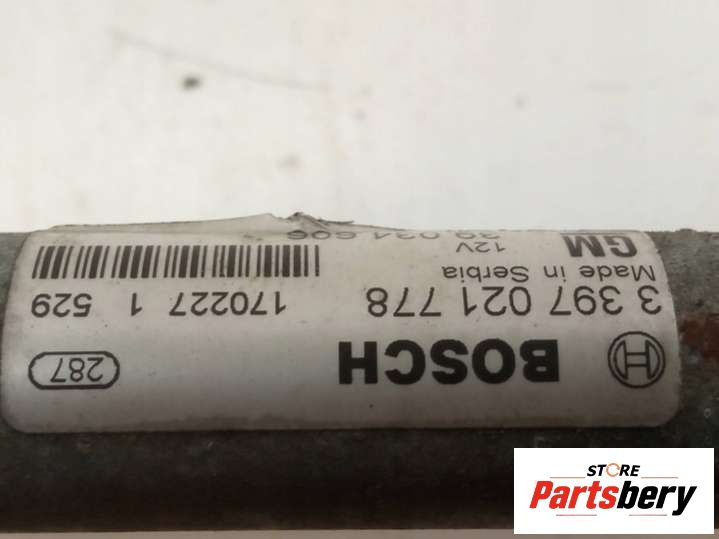 BOSCH
287
3 397 021 778
170227 1 529
Made in Serbia
GM
12V
39 034 606
STORE
Partsbery